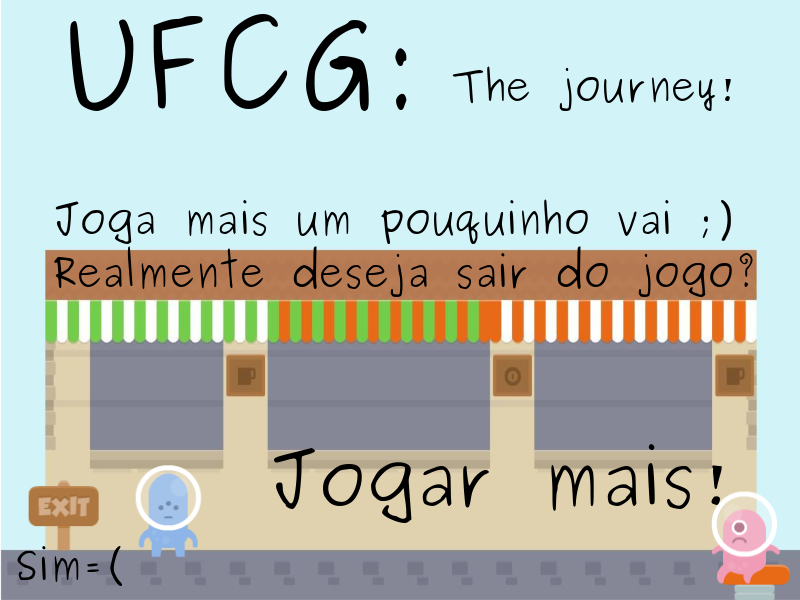 UFCG: The journey!
Joga mais um pouquinho vai ;)
Realmente deseja sair do jogo?
Jogar mais!
EXIT
Sim=(